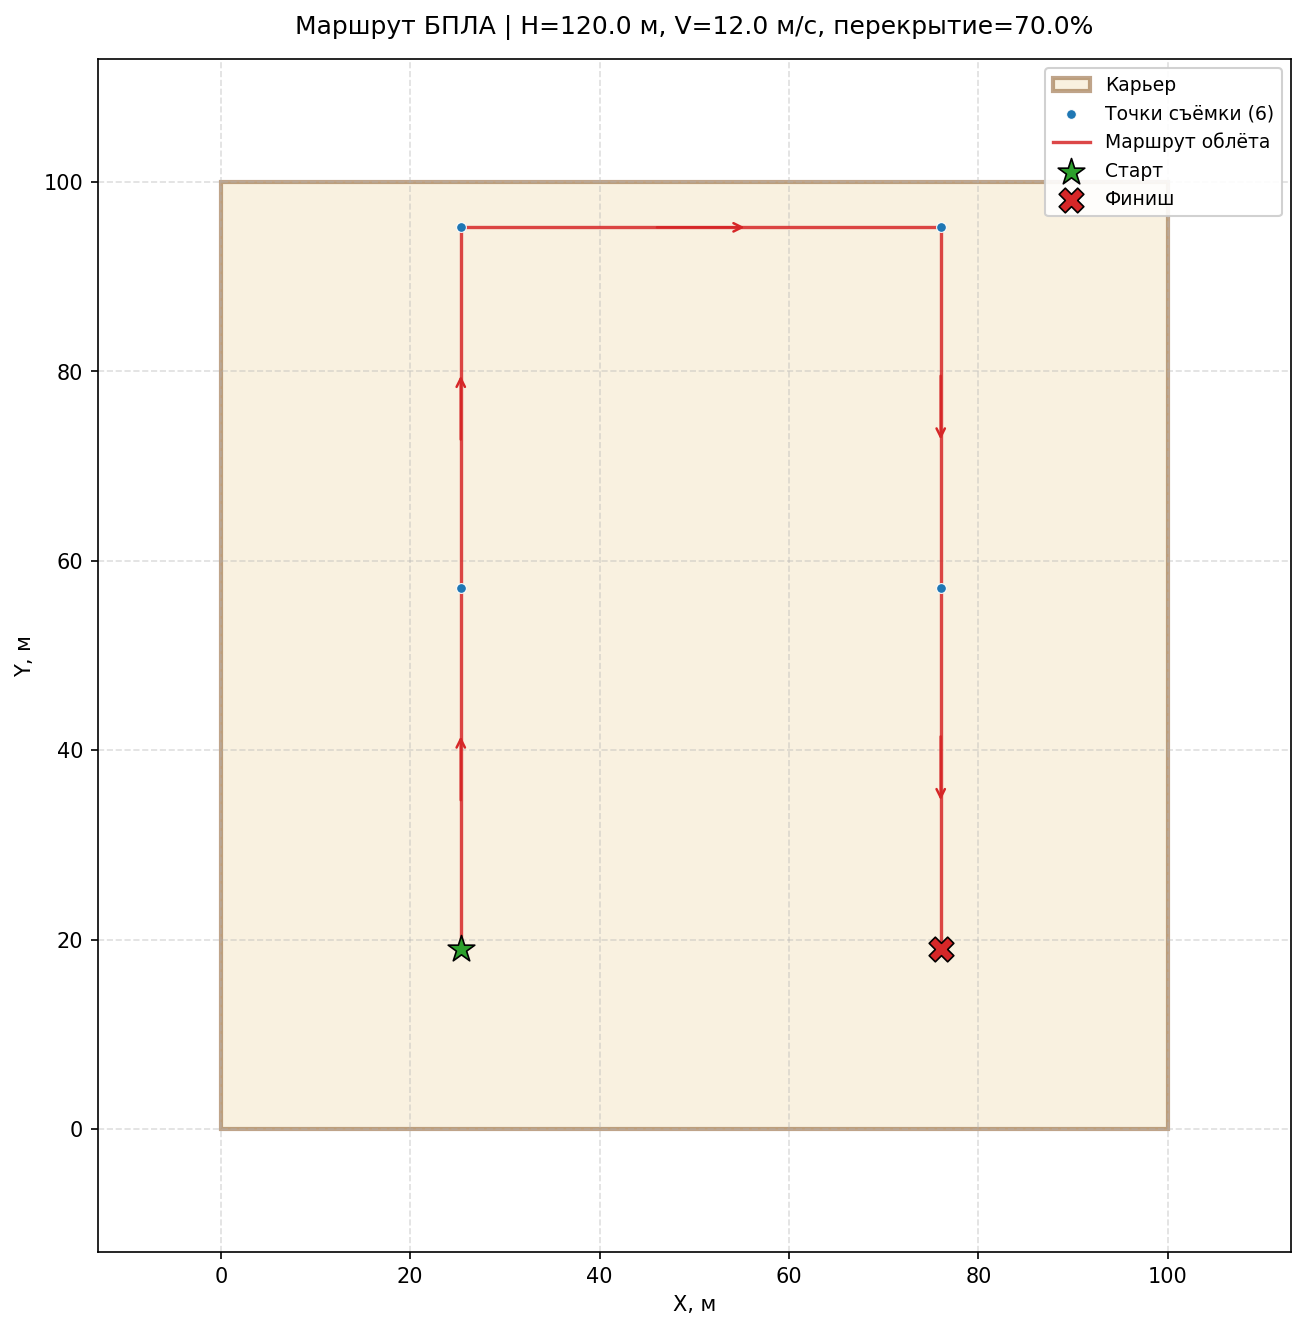 Маршрут БПЛА | H=120.0 м, V=12.0 м/с, перекрытие=70.0%
Карьер
Точки съёмки (6)
Маршрут облёта
Старт
Финиш
100
80
60
40
20
0
Y, м
0 20 40 60 80 100
X, м